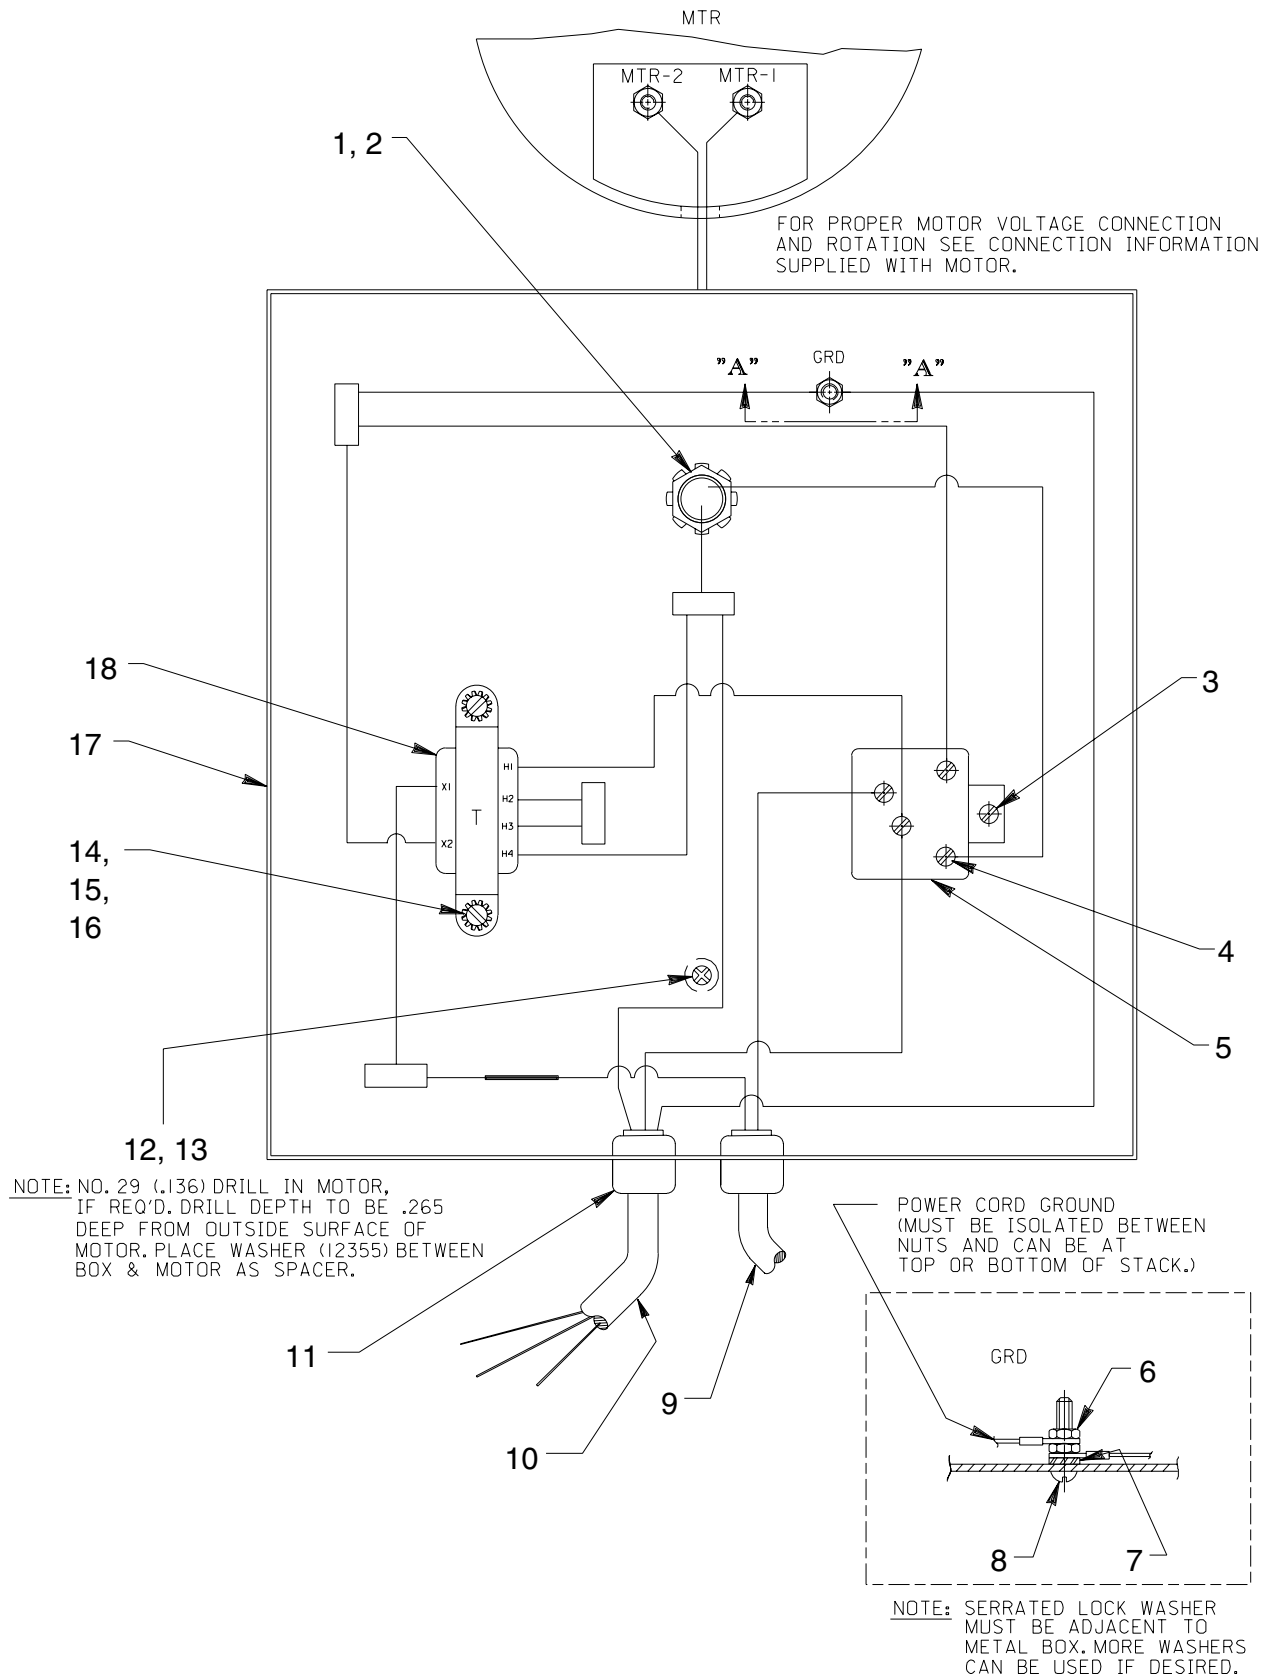 MTR
MTR-2
MTR-1
1, 2
FOR PROPER MOTOR VOLTAGE CONNECTION
AND ROTATION SEE CONNECTION INFORMATION
SUPPLIED WITH MOTOR.
"A"
GRD
"A"
18
3
17
H1
X1
H2
T
H3
X2
H4
14,
15,
16
4
5
12, 13
NOTE: NO. 29 (.136) DRILL IN MOTOR,
IF REQ'D. DRILL DEPTH TO BE .265
DEEP FROM OUTSIDE SURFACE OF
MOTOR. PLACE WASHER (12355) BETWEEN
BOX & MOTOR AS SPACER.
POWER CORD GROUND
(MUST BE ISOLATED BETWEEN
NUTS AND CAN BE AT
TOP OR BOTTOM OF STACK.)
11
9
10
GRD
6
8
7
NOTE: SERRATED LOCK WASHER
MUST BE ADJACENT TO
METAL BOX. MORE WASHERS
CAN BE USED IF DESIRED.